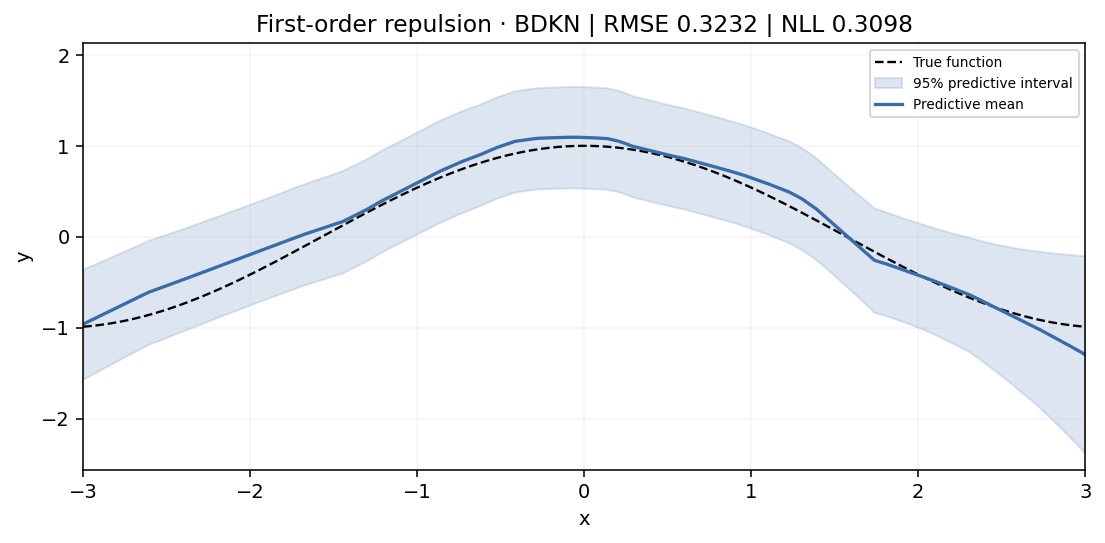 First-order repulsion · BDKN | RMSE 0.3232 | NLL 0.3098
True function
95% predictive interval
Predictive mean
y
2
1
0
−1
−2
−3
−2
−1
0
1
2
3
x